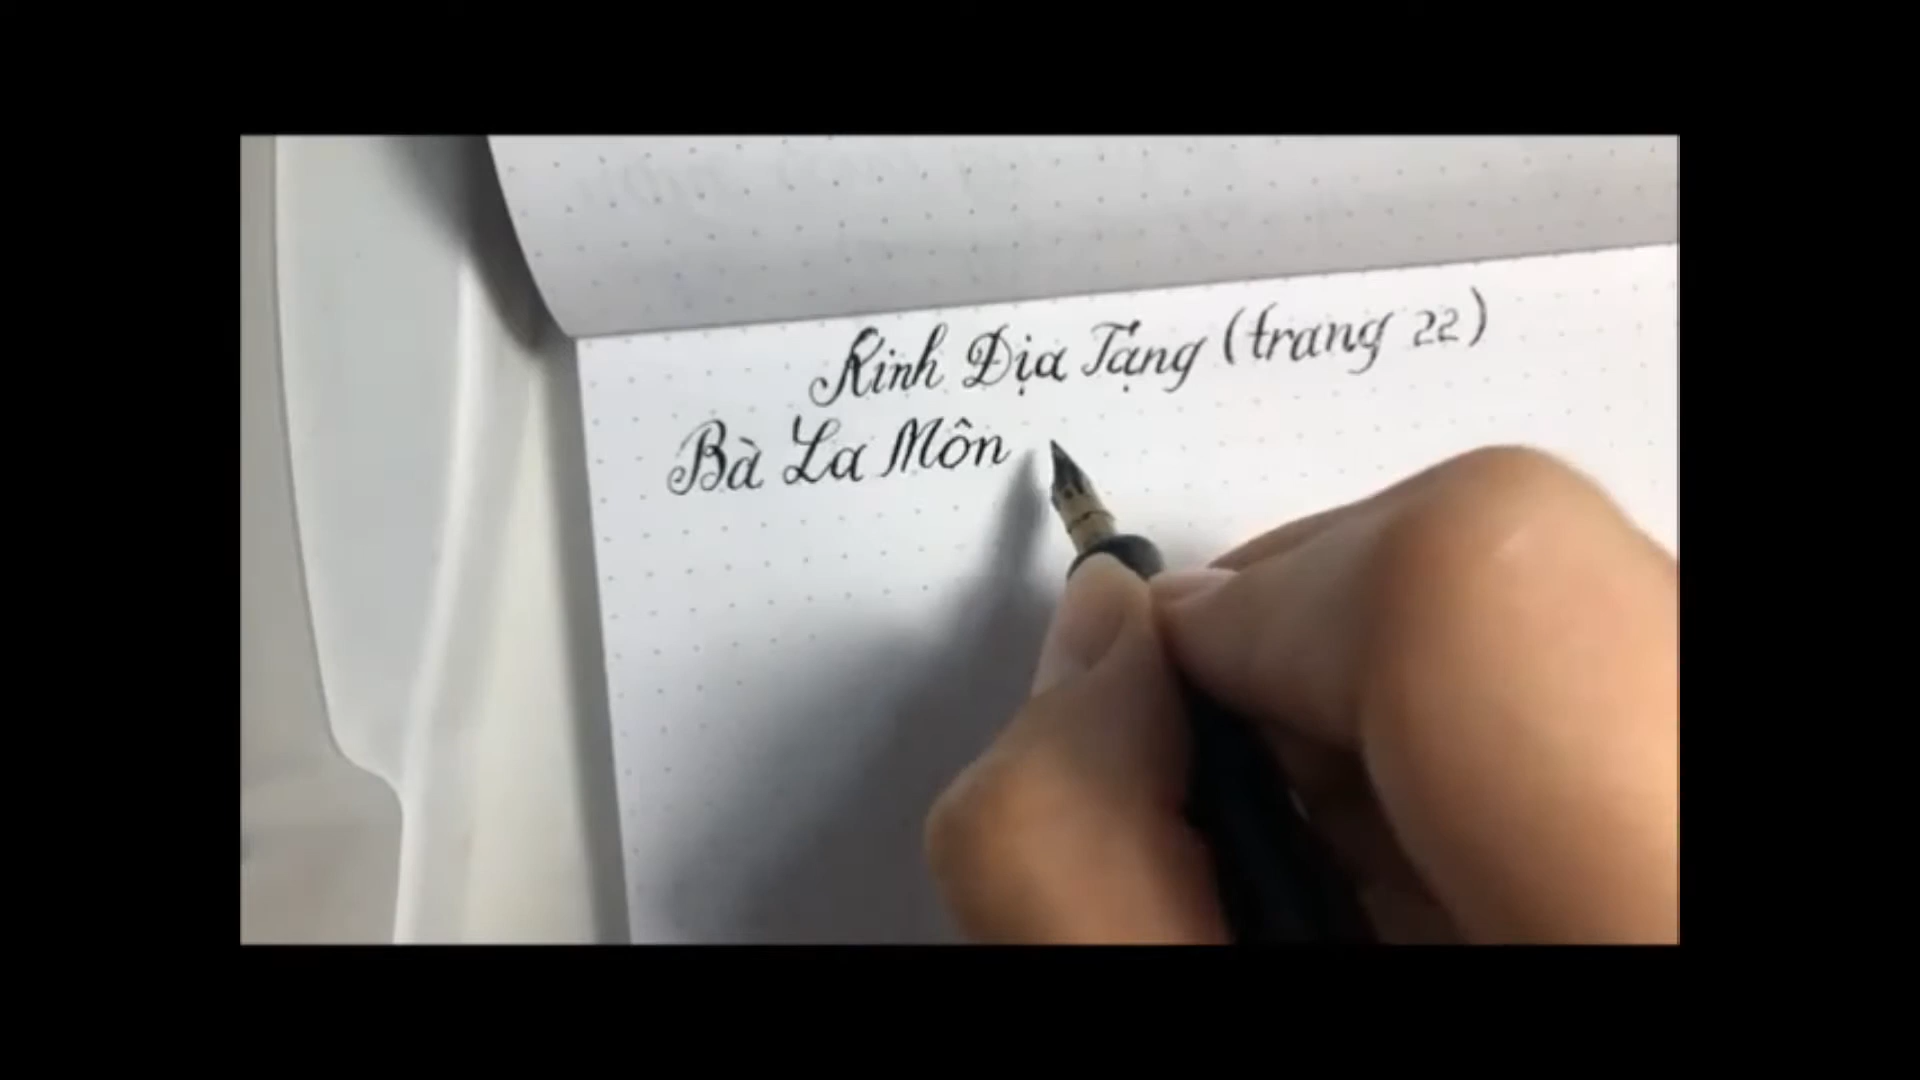 Kinh Địa Tạng (trang 22)
Bà La Môn